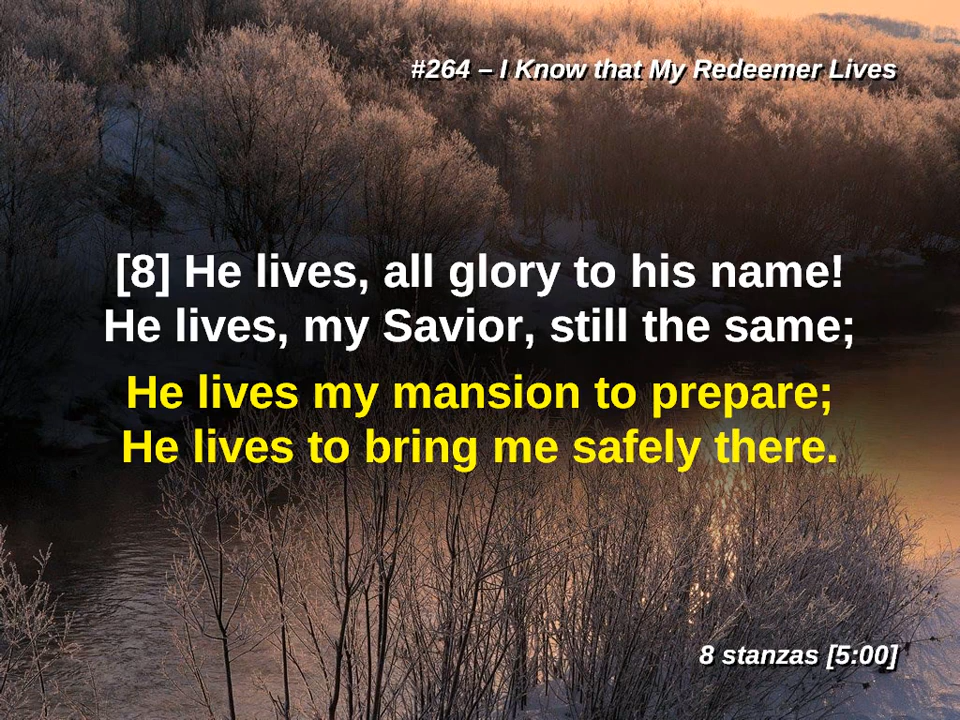 #264 – I Know that My Redeemer Lives
[8] He lives, all glory to his name!
He lives, my Savior, still the same;
He lives my mansion to prepare;
He lives to bring me safely there.
8 stanzas [5:00]